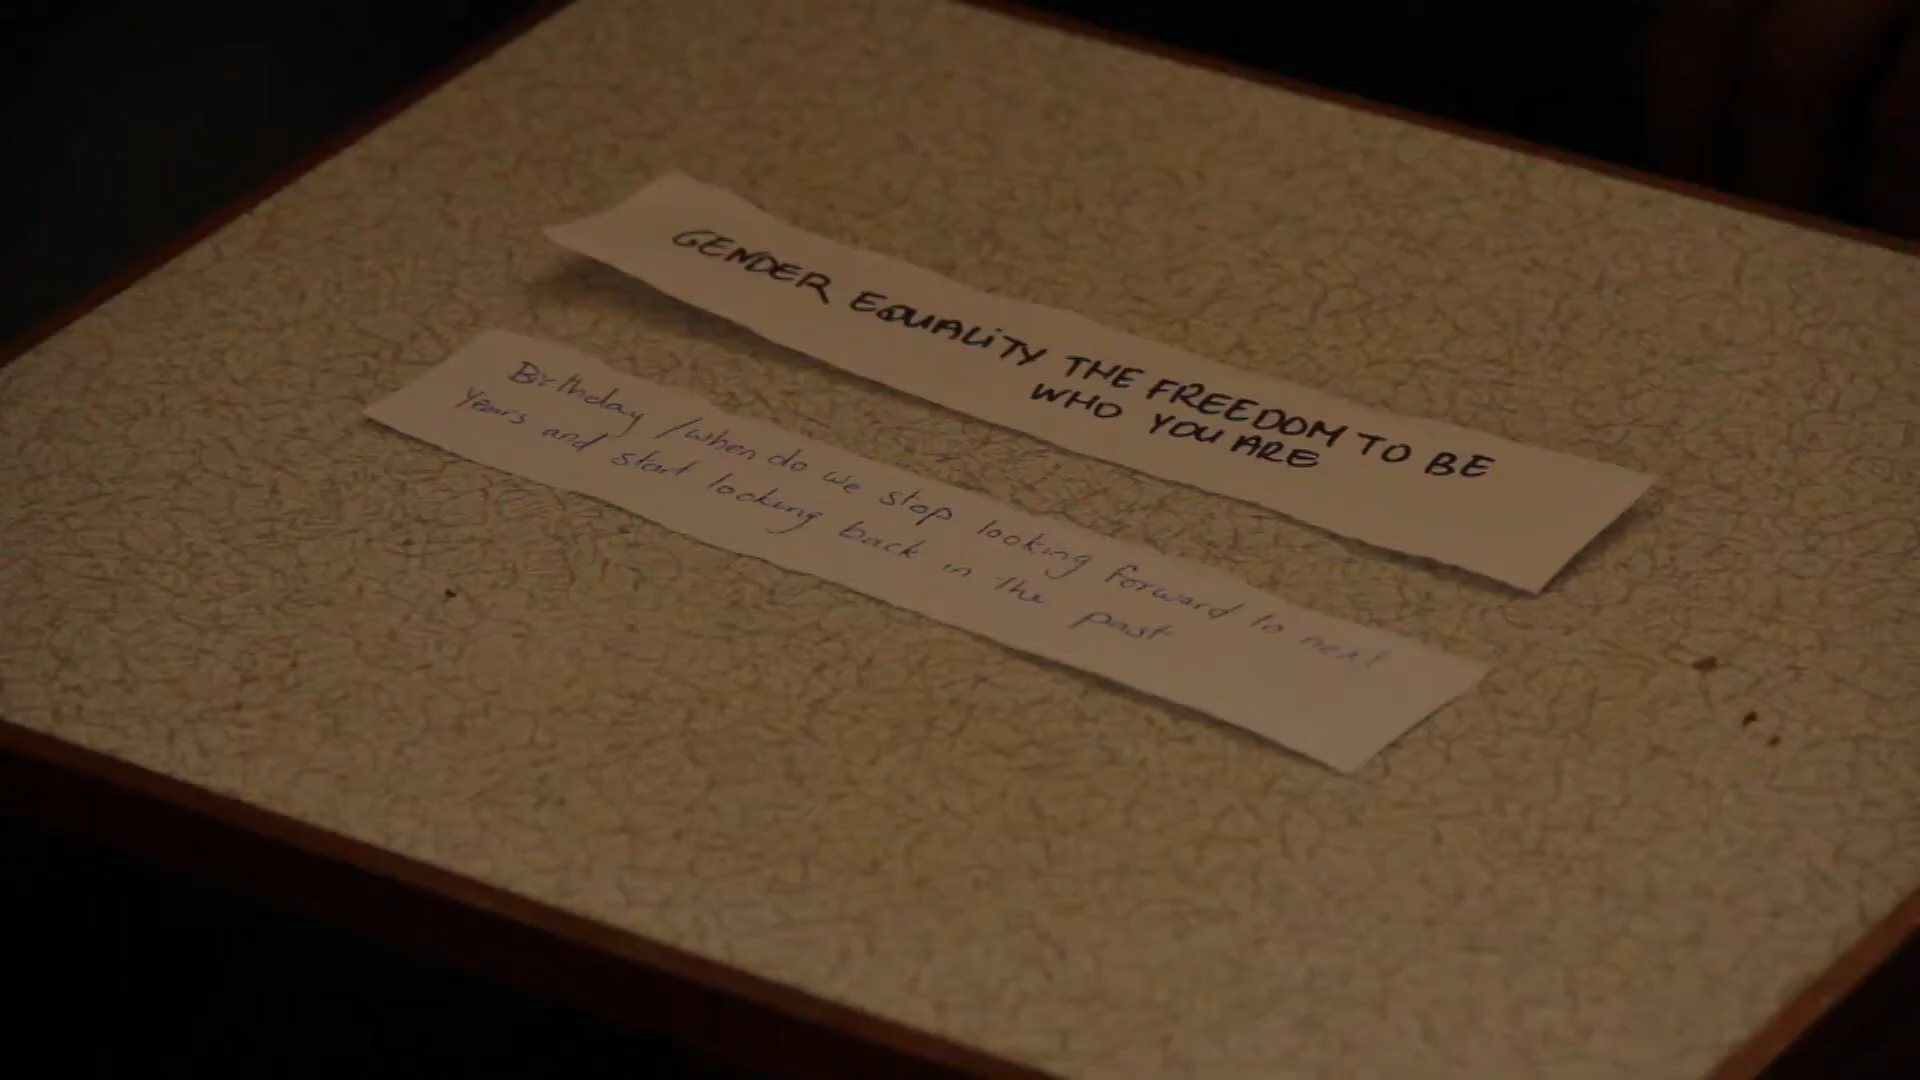 GENDER EQUALITY THE FREEDOM TO BE
WHO YOU ARE
Birthday /when do we stop looking forward to next
years and start looking back in the past